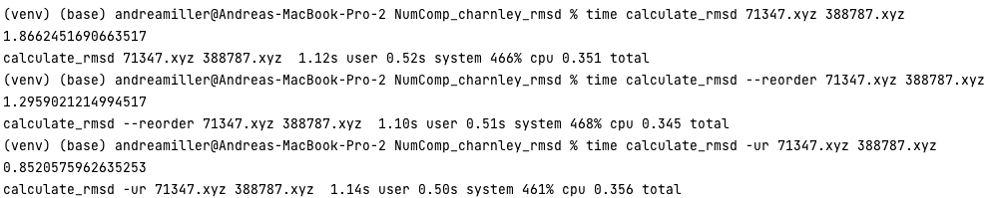 (venv) (base) andreamiller@Andreas-MacBook-Pro-2 NumComp_charnley_rmsd % time calculate_rmsd 71347.xyz 388787.xyz
1.8662451690663517
calculate_rmsd 71347.xyz 388787.xyz  1.12s user 0.52s system 466% cpu 0.351 total
(venv) (base) andreamiller@Andreas-MacBook-Pro-2 NumComp_charnley_rmsd % time calculate_rmsd --reorder 71347.xyz 388787.xyz
1.2959021214994517
calculate_rmsd --reorder 71347.xyz 388787.xyz  1.10s user 0.51s system 468% cpu 0.345 total
(venv) (base) andreamiller@Andreas-MacBook-Pro-2 NumComp_charnley_rmsd % time calculate_rmsd -ur 71347.xyz 388787.xyz
0.8520575962635253
calculate_rmsd -ur 71347.xyz 388787.xyz  1.14s user 0.50s system 461% cpu 0.356 total